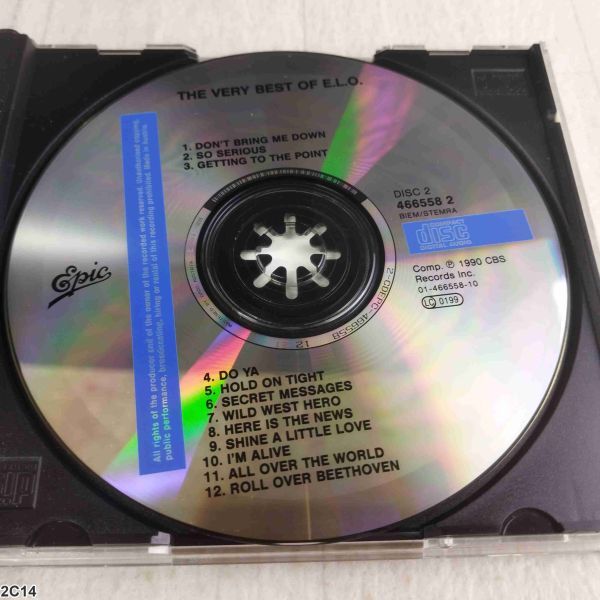 THE VERY BEST OF E.L.O.
1. DON'T BRING ME DOWN
2. SO SERIOUS
3. GETTING TO THE POINT
DISC 2
466558 2
BIEM/STEMRA
COMPACT
disc
DIGITAL AUDIO
Comp. ℗ 1990 CBS
Records Inc.
01-466558-10
LC 0199
Epic
All rights of the producer and of the owner of the recorded work reserved. Unauthorised copying,
public performance, broadcasting, hiring or rental of this recording prohibited. Made in Austria
2-CDEPC-466558
12
4. DO YA
5. HOLD ON TIGHT
6. SECRET MESSAGES
7. WILD WEST HERO
8. HERE IS THE NEWS
9. SHINE A LITTLE LOVE
10. I'M ALIVE
11. ALL OVER THE WORLD
12. ROLL OVER BEETHOVEN
2C14